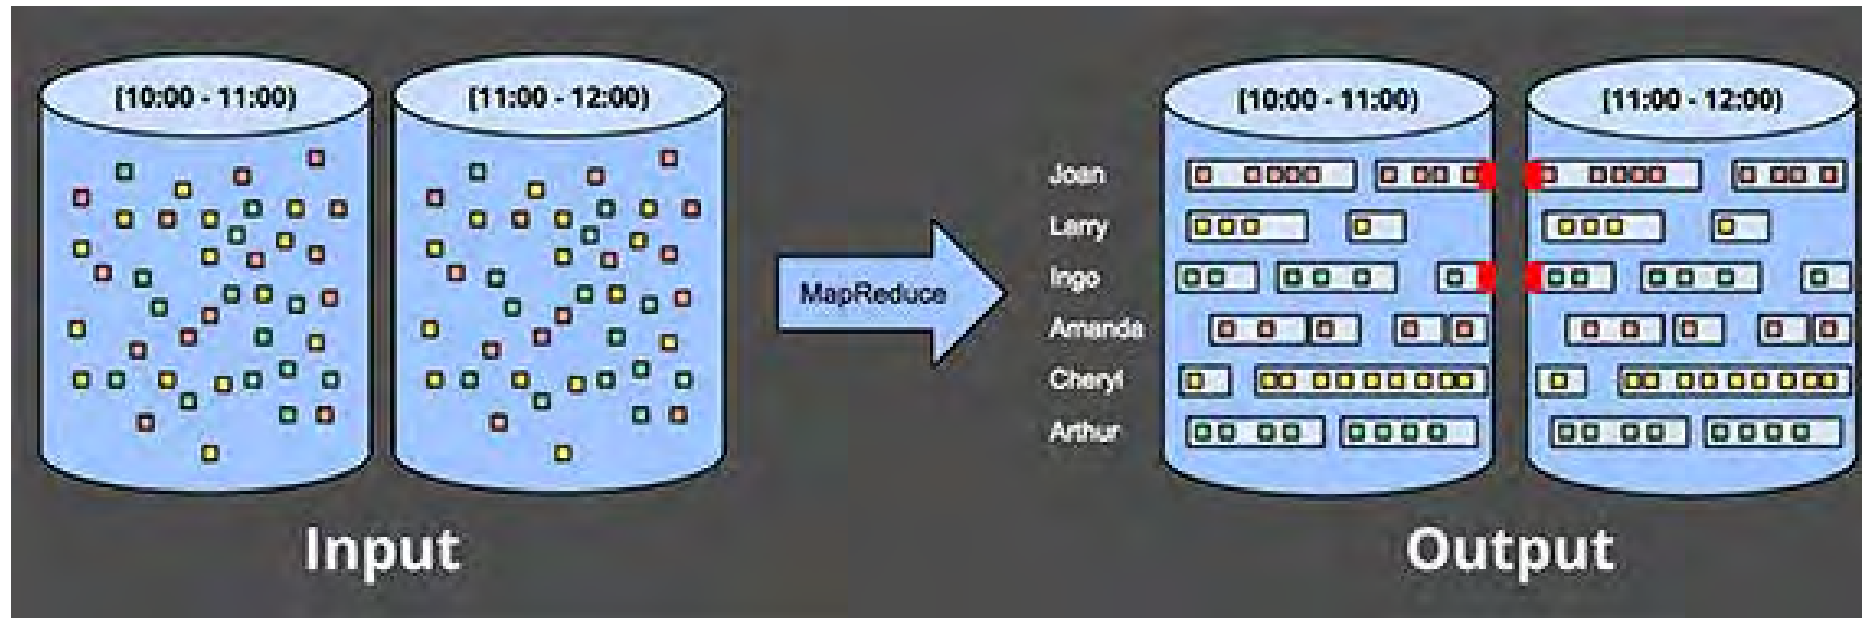 [10:00 - 11:00)
[11:00 - 12:00)
MapReduce
Input
[10:00 - 11:00)
[11:00 - 12:00)
Joan
Larry
Ingo
Amanda
Cheryl
Arthur
Output